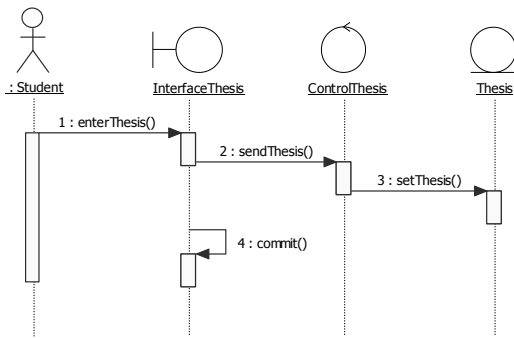 : Student
InterfaceThesis
ControlThesis
Thesis
1 : enterThesis()
2 : sendThesis()
3 : setThesis()
4 : commit()